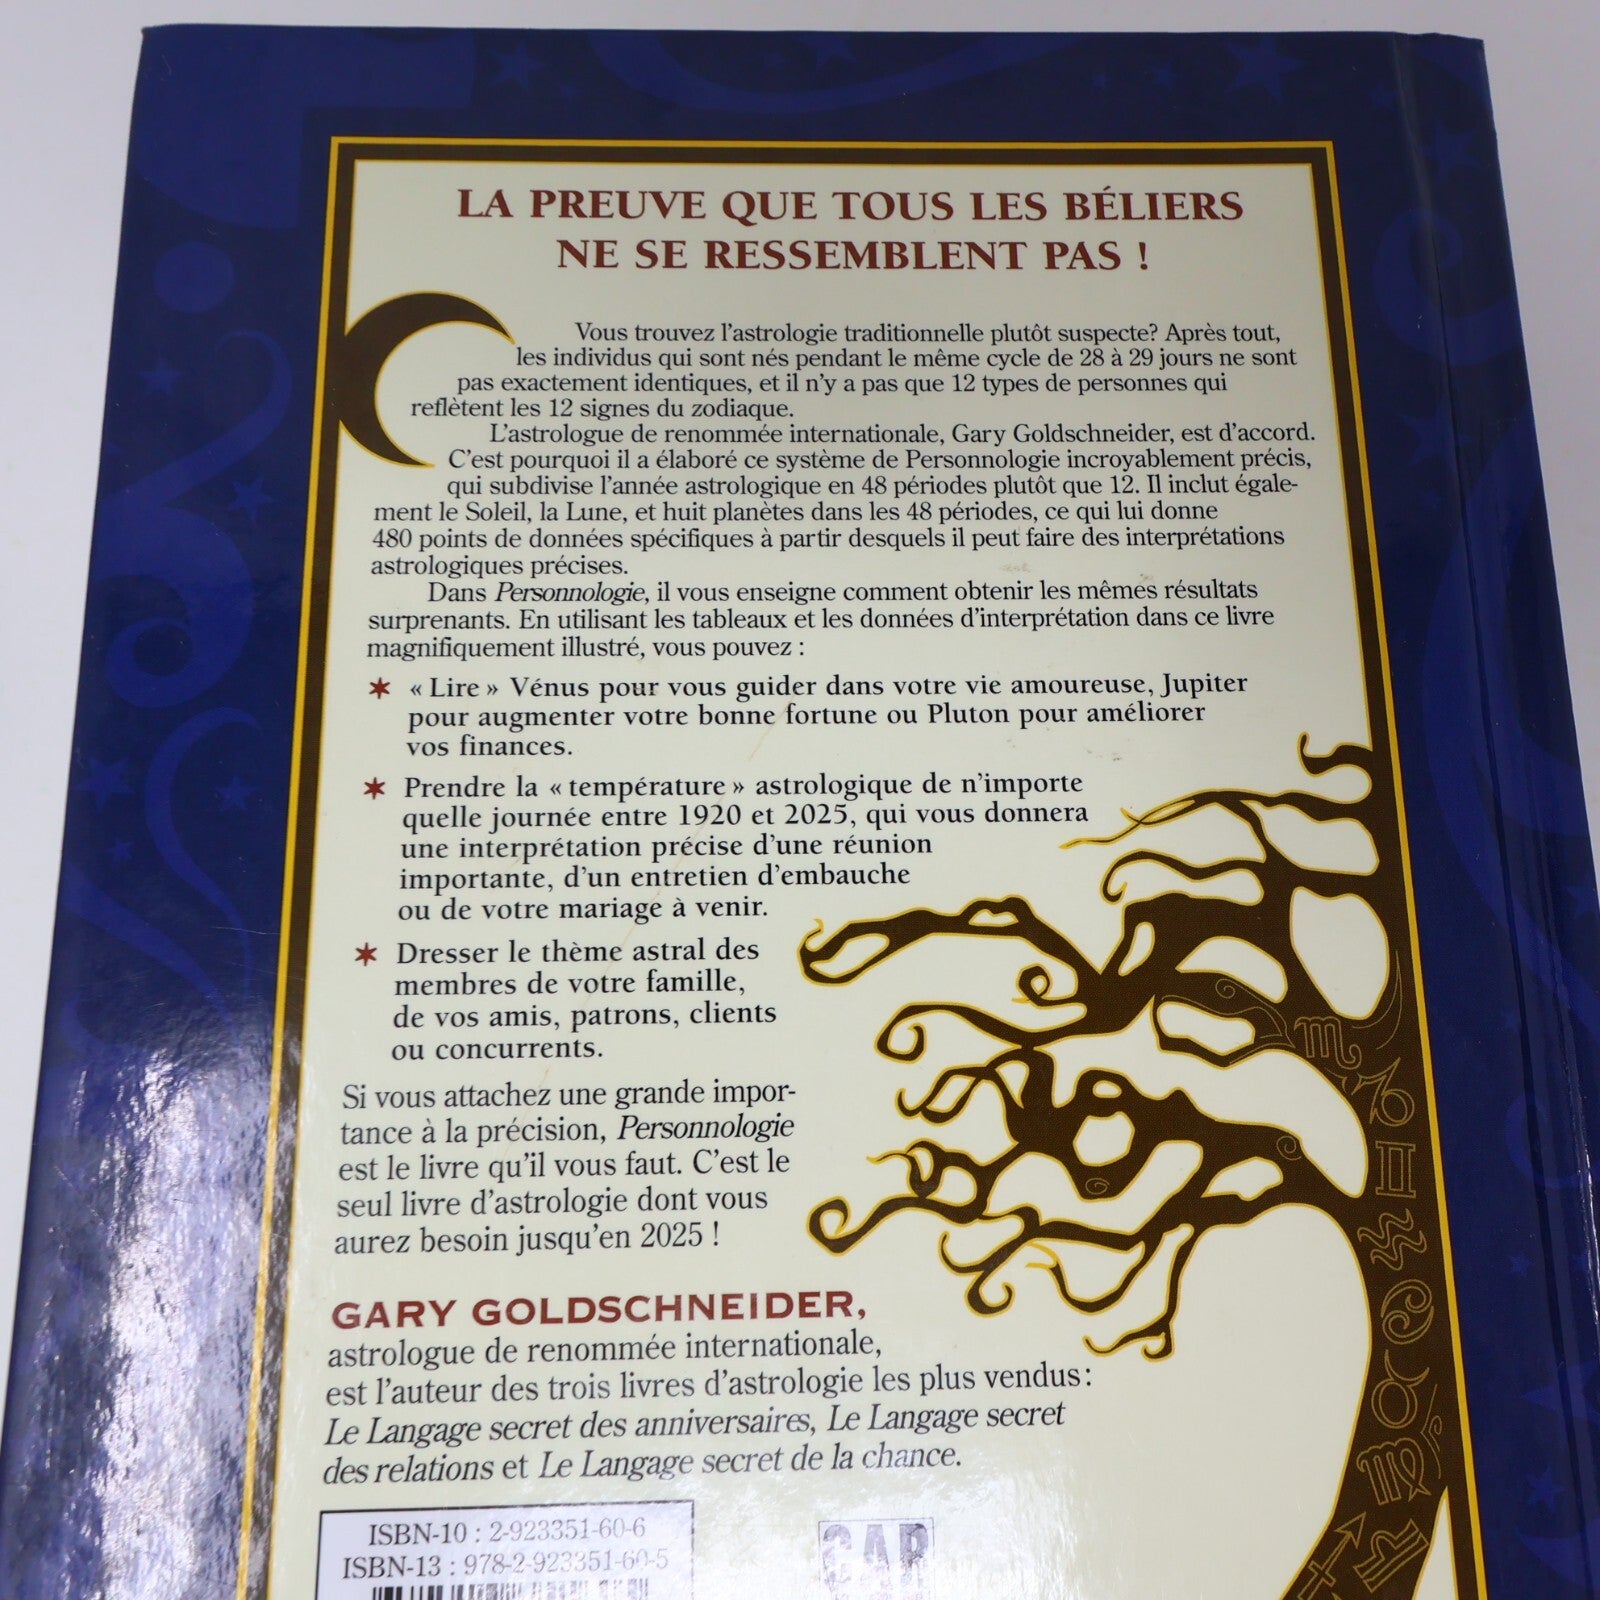 LA PREUVE QUE TOUS LES BÉLIERS
NE SE RESSEMBLENT PAS !
Vous trouvez l'astrologie traditionnelle plutôt suspecte? Après tout,
les individus qui sont nés pendant le même cycle de 28 à 29 jours ne sont
pas exactement identiques, et il n'y a pas que 12 types de personnes qui
reflètent les 12 signes du zodiaque.
L'astrologue de renommée internationale, Gary Goldschneider, est d'accord.
C'est pourquoi il a élaboré ce système de Personnologie incroyablement précis,
qui subdivise l'année astrologique en 48 périodes plutôt que 12. Il inclut égale-
ment le Soleil, la Lune, et huit planètes dans les 48 périodes, ce qui lui donne
480 points de données spécifiques à partir desquels il peut faire des interprétations
astrologiques précises.
Dans Personnologie, il vous enseigne comment obtenir les mêmes résultats
surprenants. En utilisant les tableaux et les données d'interprétation dans ce livre
magnifiquement illustré, vous pouvez :
✶ « Lire » Vénus pour vous guider dans votre vie amoureuse, Jupiter
pour augmenter votre bonne fortune ou Pluton pour améliorer
vos finances.
✶ Prendre la « température » astrologique de n'importe
quelle journée entre 1920 et 2025, qui vous donnera
une interprétation précise d'une réunion
importante, d'un entretien d'embauche
ou de votre mariage à venir.
✶ Dresser le thème astral des
membres de votre famille,
de vos amis, patrons, clients
ou concurrents.
Si vous attachez une grande impor-
tance à la précision, Personnologie
est le livre qu'il vous faut. C'est le
seul livre d'astrologie dont vous
aurez besoin jusqu'en 2025 !
GARY GOLDSCHNEIDER,
astrologue de renommée internationale,
est l'auteur des trois livres d'astrologie les plus vendus :
Le Langage secret des anniversaires, Le Langage secret
des relations et Le Langage secret de la chance.
ISBN-10 : 2-923351-60-6
ISBN-13 : 978-2-923351-60-5